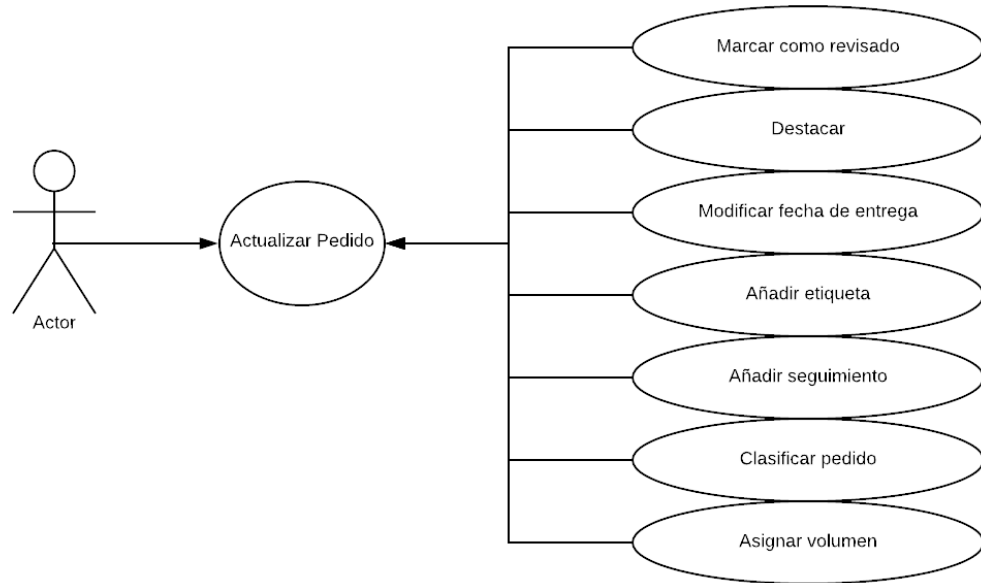 Marcar como revisado
Destacar
Modificar fecha de entrega
Actualizar Pedido
Añadir etiqueta
Actor
Añadir seguimiento
Clasificar pedido
Asignar volumen